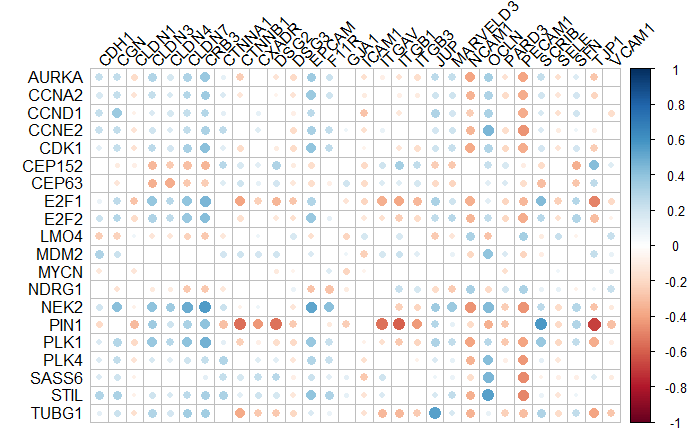 CDH1
CGN
CLDN1
CLDN3
CLDN4
CLDN7
CRB3
CTNNA1
CTNNB1
CXADR
DSG2
DSG3
EPCAM
F11R
GJA1
ICAM1
ITGAV
ITGB1
ITGB3
JUP
MARVELD3
NCAM1
OCLN
PARD3
PECAM1
SCRIB
SELE
SFN
TJP1
VCAM1
AURKA
CCNA2
CCND1
CCNE2
CDK1
CEP152
CEP63
E2F1
E2F2
LMO4
MDM2
MYCN
NDRG1
NEK2
PIN1
PLK1
PLK4
SASS6
STIL
TUBG1
1
0.8
0.6
0.4
0.2
0
-0.2
-0.4
-0.6
-0.8
-1